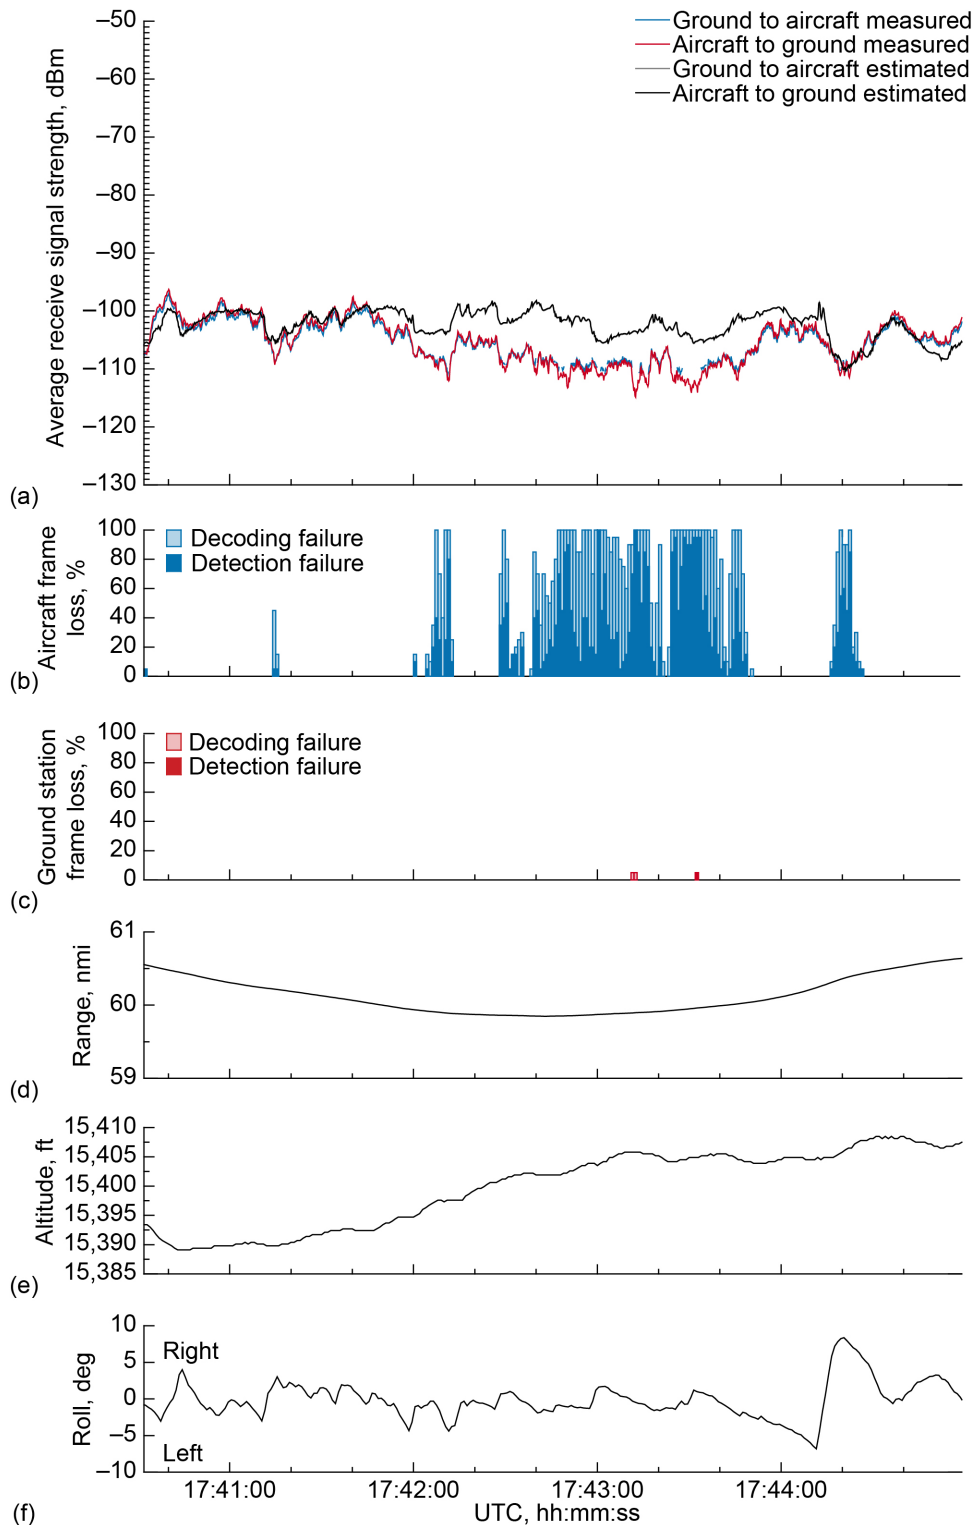 Ground to aircraft measured
Aircraft to ground measured
Ground to aircraft estimated
Aircraft to ground estimated
Average receive signal strength, dBm
–50
–60
–70
–80
–90
–100
–110
–120
–130
(a)
Aircraft frame
loss, %
100
80
60
40
20
0
Decoding failure
Detection failure
(b)
Ground station
frame loss, %
100
80
60
40
20
0
Decoding failure
Detection failure
(c)
Range, nmi
61
60
59
(d)
Altitude, ft
15,410
15,405
15,400
15,395
15,390
15,385
(e)
Roll, deg
10
5
0
–5
–10
Right
Left
17:41:00 17:42:00 17:43:00 17:44:00
UTC, hh:mm:ss
(f)